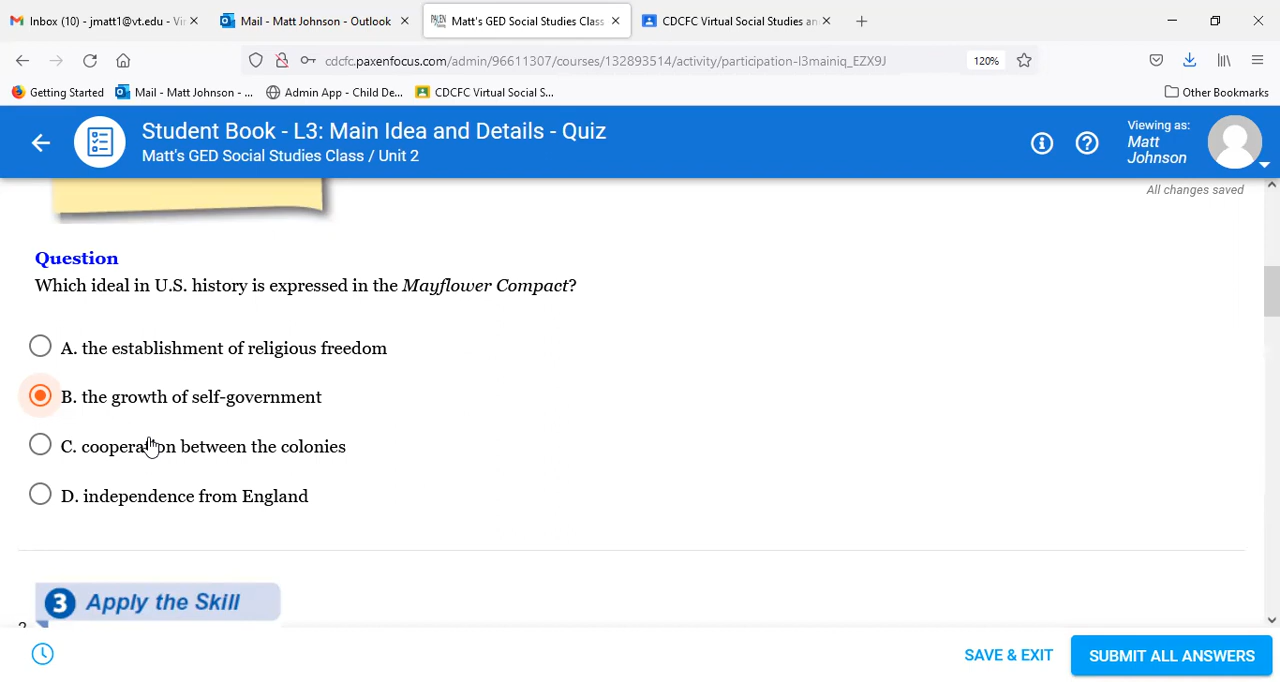 Inbox (10) - jmatt1@vt.edu - Vir
Mail - Matt Johnson - Outlook
Matt's GED Social Studies Class
CDCFC Virtual Social Studies an
cdcfc.paxenfocus.com/admin/96611307/courses/132893514/activity/participation-l3mainiq_EZX9J
120%
Getting Started
Mail - Matt Johnson - ...
Admin App - Child De...
CDCFC Virtual Social S...
Other Bookmarks
Student Book - L3: Main Idea and Details - Quiz
Matt's GED Social Studies Class / Unit 2
Viewing as:
Matt
Johnson
All changes saved
Question
Which ideal in U.S. history is expressed in the Mayflower Compact?
A. the establishment of religious freedom
B. the growth of self-government
C. cooperation between the colonies
D. independence from England
3 Apply the Skill
SAVE & EXIT
SUBMIT ALL ANSWERS